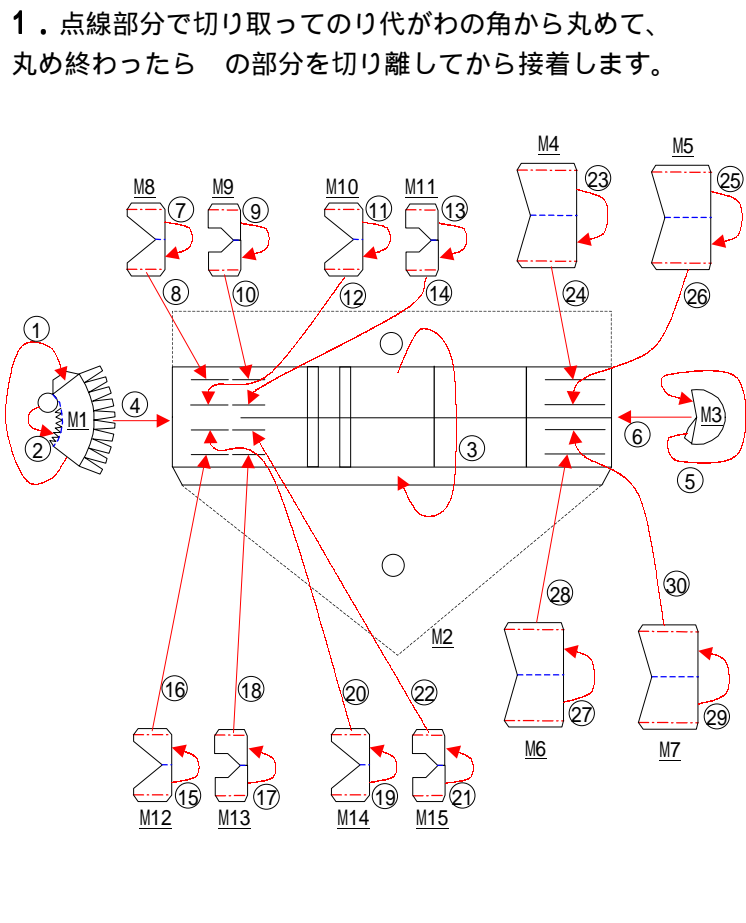 1．点線部分で切り取ってのり代がわの角から丸めて、
丸め終わったら　の部分を切り離してから接着します。
M4 M5
23 25
M8 M9 M10 M11
7 9 11 13
8 10 12 14 24 26
1
M1 4 M3
2 3 6
5
M2
28 30
16 18 20 22
27 29
M6 M7
15 17 19 21
M12 M13 M14 M15